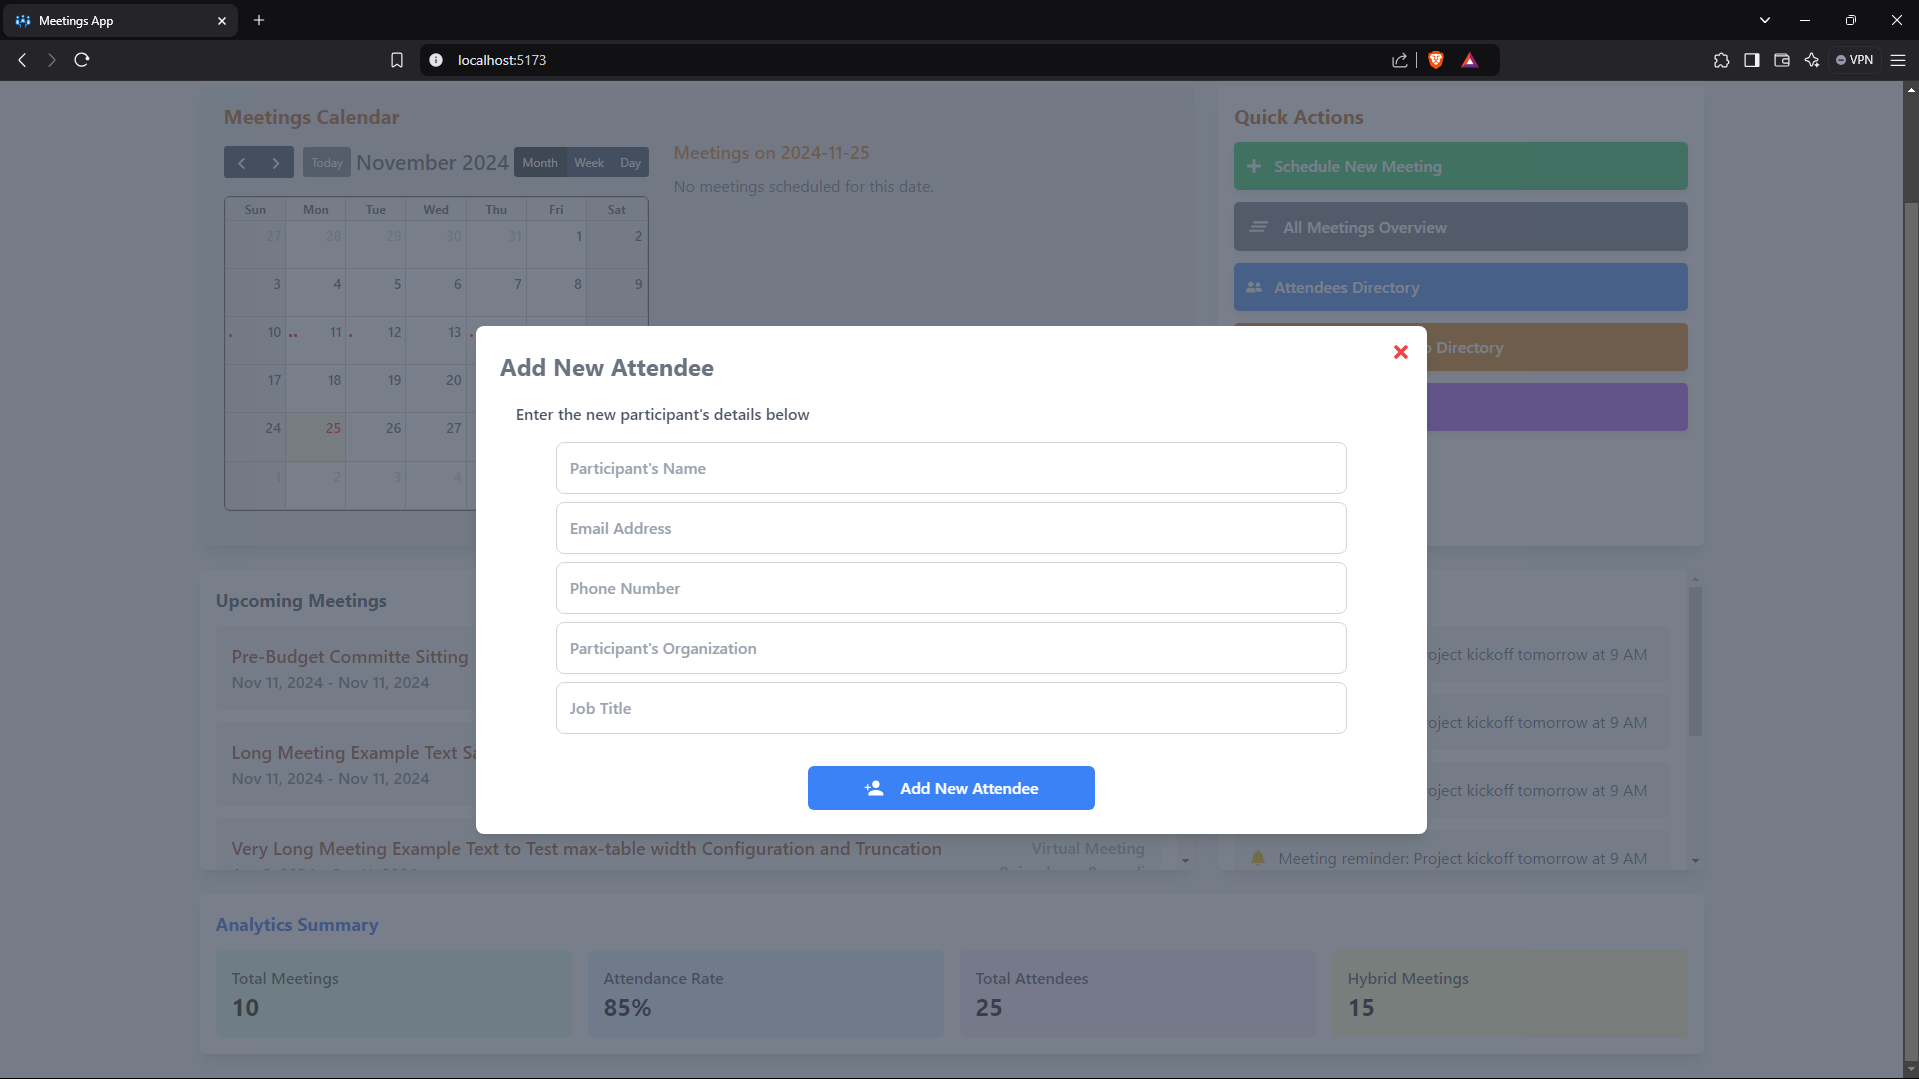 Meetings App
localhost:5173
VPN
Meetings Calendar
Today
November 2024
Month
Week
Day
Sun Mon Tue Wed Thu Fri Sat
27 28 29 30 31 1 2
3 4 5 6 7 8 9
10 11 12 13
17 18 19 20
24 25 26 27
1 2 3 4
Meetings on 2024-11-25
No meetings scheduled for this date.
Quick Actions
Schedule New Meeting
All Meetings Overview
Attendees Directory
Directory
Add New Attendee
Enter the new participant's details below
Participant's Name
Email Address
Phone Number
Participant's Organization
Job Title
Add New Attendee
Upcoming Meetings
Pre-Budget Committe Sitting
Nov 11, 2024 - Nov 11, 2024
Long Meeting Example Text
Nov 11, 2024 - Nov 11, 2024
Very Long Meeting Example Text to Test max-table width Configuration and Truncation
Virtual Meeting
oject kickoff tomorrow at 9 AM
oject kickoff tomorrow at 9 AM
oject kickoff tomorrow at 9 AM
Meeting reminder: Project kickoff tomorrow at 9 AM
Analytics Summary
Total Meetings
10
Attendance Rate
85%
Total Attendees
25
Hybrid Meetings
15